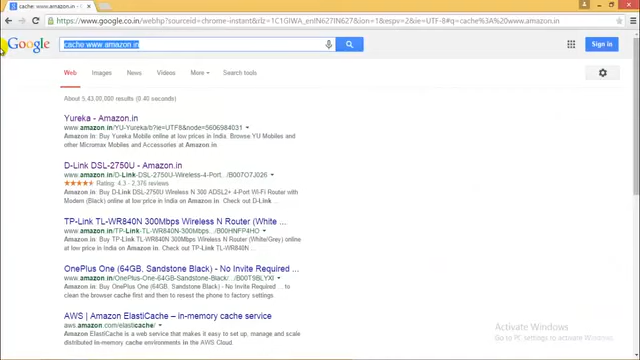 cache: www.amazon.in - G
https://www.google.co.in/webhp?sourceid=chrome-instant&rlz=1C1GIWA_enIN627IN627&ion=1&espv=2&ie=UTF-8#q=cache%3A%20www.amazon.in
Google
cache www amazon in
Sign in
Web Images News Videos More Search tools
About 5,43,00,000 results (0.40 seconds)
Yureka - Amazon.in
www.amazon.in/YU-Yureka/b?ie=UTF8&node=5606984031
Amazon.in: Buy Yureka Mobile online at low prices in India. Browse YU Mobiles and
other Micromax Mobiles and Accessories at Amazon.in
D-Link DSL-2750U - Amazon.in
www.amazon.in/D-Link-DSL-2750U-Wireless-4-Port.../B007O7J026
Rating: 4.3 - 2,376 reviews
Amazon.in: Buy D-Link DSL-2750U Wireless N 300 ADSL2+ 4-Port Wi-Fi Router with
Modem (Black) online at low prices in India on Amazon.in. Check out D-Link ...
TP-Link TL-WR840N 300Mbps Wireless N Router (White ...
www.amazon.in/TP-Link-TL-WR840N-300Mbps-Wireless.../B00HNFP4HO
Amazon.in: Buy TP-Link TL-WR840N 300Mbps Wireless N Router (White/Grey) online
at low price in India on Amazon.in. Check out TP-Link TL-WR840N ...
OnePlus One (64GB, Sandstone Black) - No Invite Required ...
www.amazon.in/OnePlus-One-64GB-Sandstone-Black/.../B00T9BLYXI
clean the browser cache first and then to reset the phone to factory settings
AWS | Amazon ElastiCache – in-memory cache service
aws.amazon.com/elasticache/
Amazon ElastiCache is a web service that makes it easy to set up, manage and scale
distributed in-memory cache environments in the AWS Cloud.
Activate Windows
Go to PC settings to activate Windows.